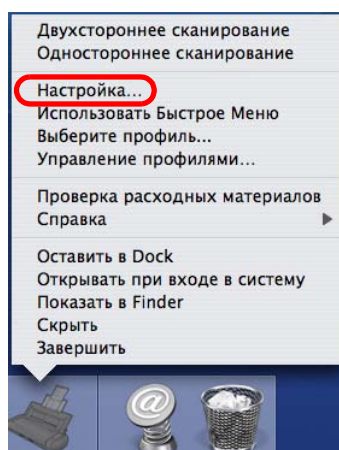 Двухстороннее сканирование
Одностороннее сканирование
Настройка...
Использовать Быстрое Меню
Выберите профиль...
Управление профилями...
Проверка расходных материалов
Справка
Оставить в Dock
Открывать при входе в систему
Показать в Finder
Скрыть
Завершить
@